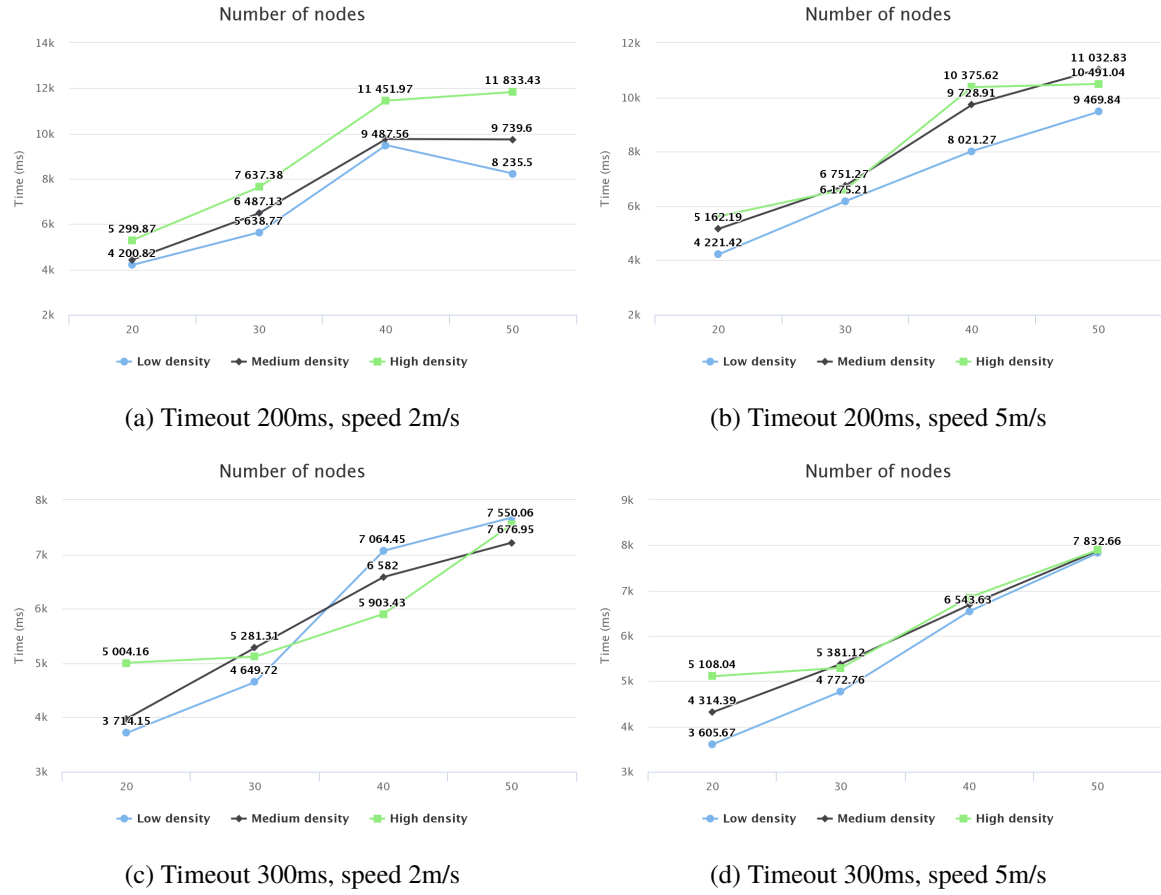 Number of nodes
14k
12k
10k
8k
6k
4k
2k
Time (ms)
5 299.87
4 200.82
7 637.38
6 487.13
5 638.77
11 451.97
9 487.56
11 833.43
9 739.6
8 235.5
20
30
40
50
Low density
Medium density
High density
(a) Timeout 200ms, speed 2m/s
Number of nodes
12k
10k
8k
6k
4k
2k
Time (ms)
5 162.19
4 221.42
6 751.27
6 175.21
10 375.62
9 728.91
8 021.27
11 032.83
10 491.04
9 469.84
20
30
40
50
Low density
Medium density
High density
(b) Timeout 200ms, speed 5m/s
Number of nodes
8k
7k
6k
5k
4k
3k
Time (ms)
5 004.16
3 714.15
5 281.31
4 649.72
7 064.45
6 582
5 903.43
7 550.06
7 676.95
20
30
40
50
Low density
Medium density
High density
(c) Timeout 300ms, speed 2m/s
Number of nodes
9k
8k
7k
6k
5k
4k
3k
Time (ms)
5 108.04
4 314.39
3 605.67
5 381.12
4 772.76
6 543.63
7 832.66
20
30
40
50
Low density
Medium density
High density
(d) Timeout 300ms, speed 5m/s